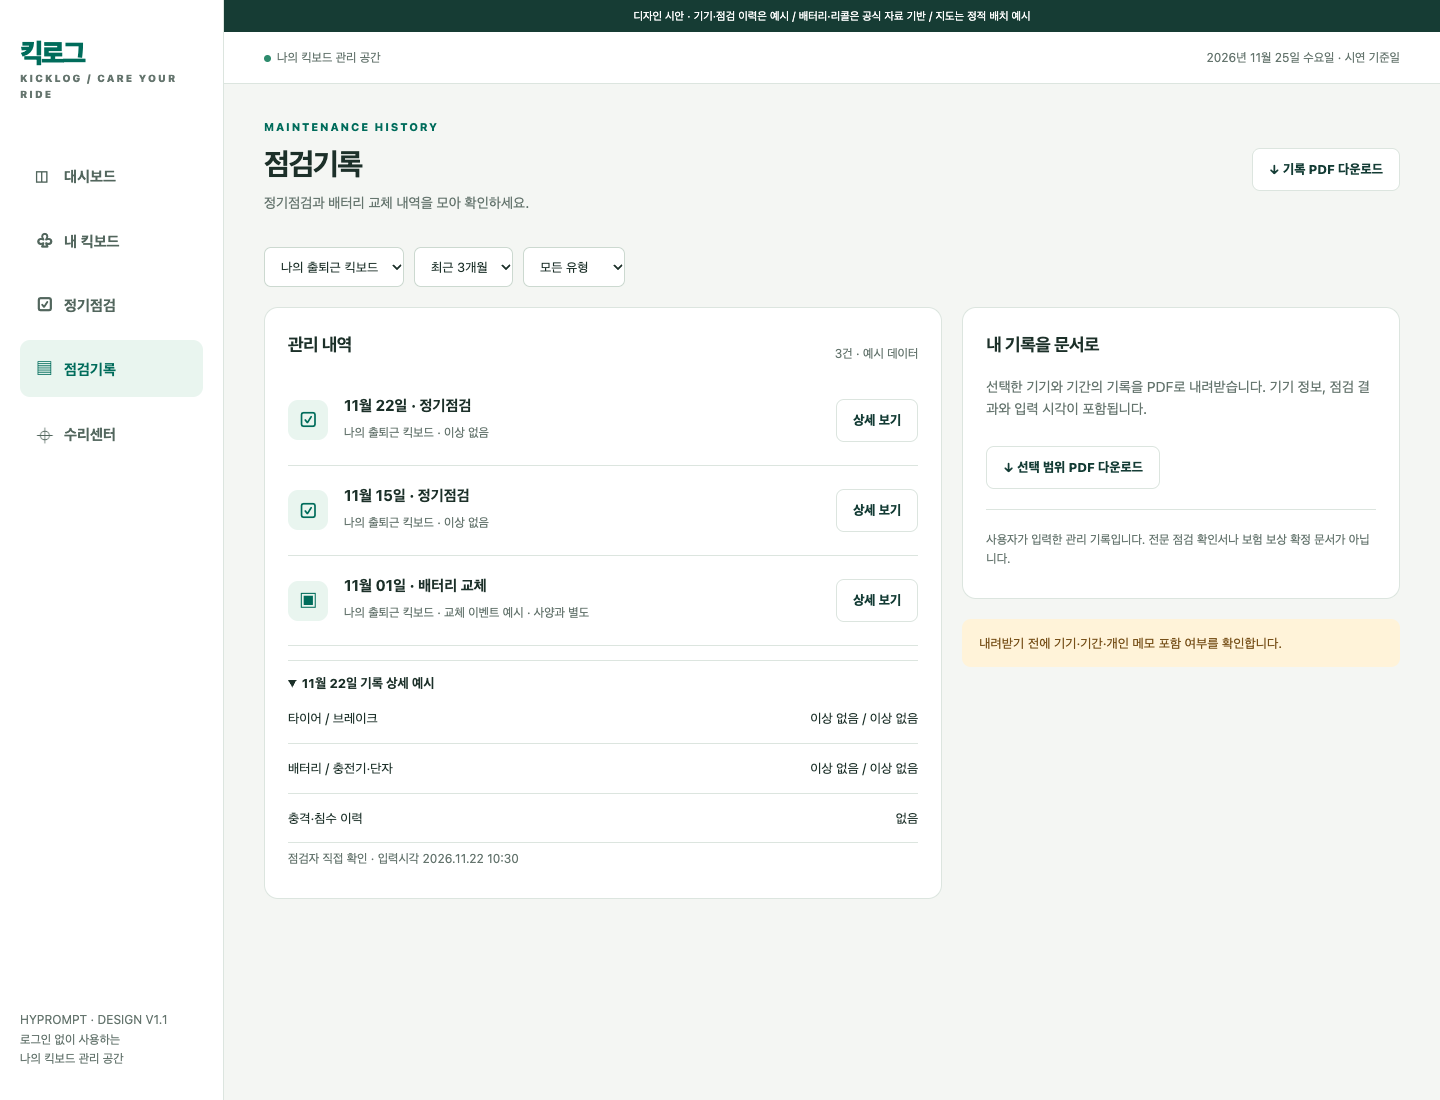 디자인 시안 · 기기·점검 이력은 예시 / 배터리·리콜은 공식 자료 기반 / 지도는 정적 배치 예시
킥로그
KICKLOG / CARE YOUR
RIDE
대시보드
내 킥보드
정기점검
점검기록
수리센터
HYPROMPT · DESIGN V1.1
로그인 없이 사용하는
나의 킥보드 관리 공간
나의 킥보드 관리 공간
2026년 11월 25일 수요일 · 시연 기준일
MAINTENANCE HISTORY
점검기록
정기점검과 배터리 교체 내역을 모아 확인하세요.
↓ 기록 PDF 다운로드
나의 출퇴근 킥보드
최근 3개월
모든 유형
관리 내역
3건 · 예시 데이터
11월 22일 · 정기점검
나의 출퇴근 킥보드 · 이상 없음
상세 보기
11월 15일 · 정기점검
나의 출퇴근 킥보드 · 이상 없음
상세 보기
11월 01일 · 배터리 교체
나의 출퇴근 킥보드 · 교체 이벤트 예시 · 사양과 별도
상세 보기
▼ 11월 22일 기록 상세 예시
타이어 / 브레이크
이상 없음 / 이상 없음
배터리 / 충전기·단자
이상 없음 / 이상 없음
충격·침수 이력
없음
점검자 직접 확인 · 입력시각 2026.11.22 10:30
내 기록을 문서로
선택한 기기와 기간의 기록을 PDF로 내려받습니다. 기기 정보, 점검 결
과와 입력 시각이 포함됩니다.
↓ 선택 범위 PDF 다운로드
사용자가 입력한 관리 기록입니다. 전문 점검 확인서나 보험 보상 확정 문서가 아닙
니다.
내려받기 전에 기기·기간·개인 메모 포함 여부를 확인합니다.